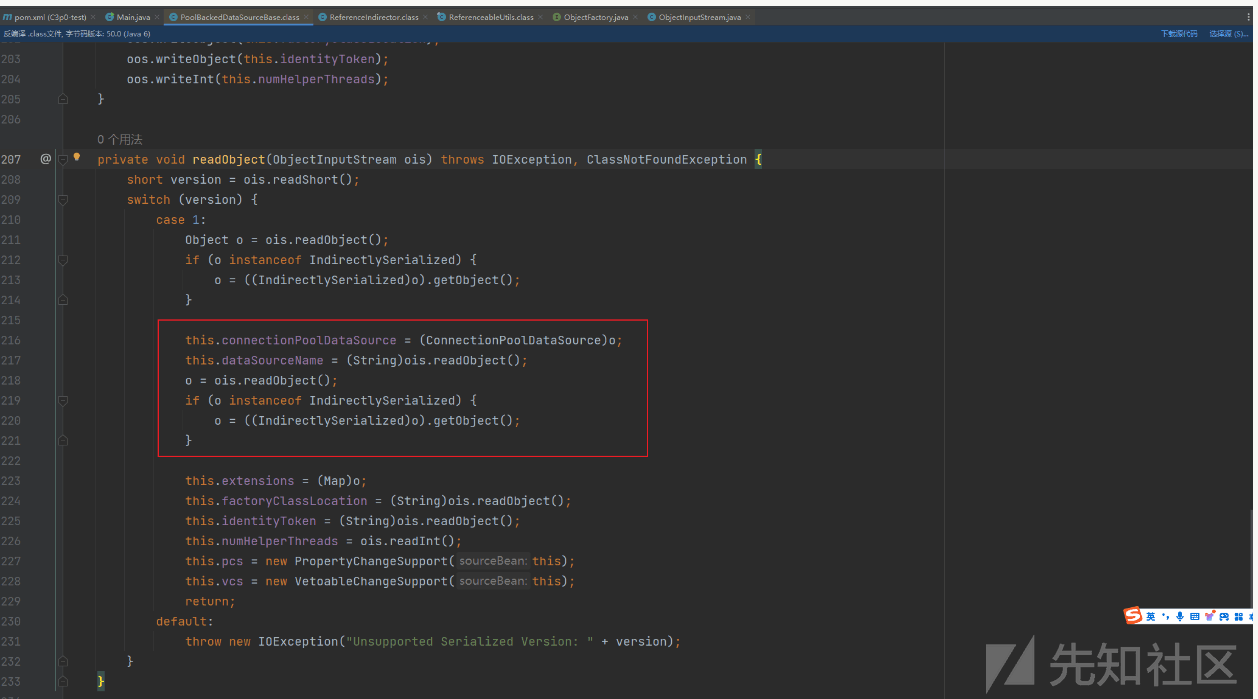 pom.xml (C3p0-test) × Main.java × PoolBackedDataSourceBase.class × ReferenceIndirector.class × ReferenceableUtils.class × ObjectFactory.java × ObjectInputStream.java ×
反编译 .class文件, 字节码版本: 50.0 (Java 6) 下载源代码 选择源 (S)...
203 oos.writeObject(this.identityToken);
204 oos.writeInt(this.numHelperThreads);
205 }
206
0 个用法
207 @ private void readObject(ObjectInputStream ois) throws IOException, ClassNotFoundException {
208 short version = ois.readShort();
209 switch (version) {
210 case 1:
211 Object o = ois.readObject();
212 if (o instanceof IndirectlySerialized) {
213 o = ((IndirectlySerialized)o).getObject();
214 }
215
216 this.connectionPoolDataSource = (ConnectionPoolDataSource)o;
217 this.dataSourceName = (String)ois.readObject();
218 o = ois.readObject();
219 if (o instanceof IndirectlySerialized) {
220 o = ((IndirectlySerialized)o).getObject();
221 }
222
223 this.extensions = (Map)o;
224 this.factoryClassLocation = (String)ois.readObject();
225 this.identityToken = (String)ois.readObject();
226 this.numHelperThreads = ois.readInt();
227 this.pcs = new PropertyChangeSupport( sourceBean: this);
228 this.vcs = new VetoableChangeSupport( sourceBean: this);
229 return;
230 default:
231 throw new IOException("Unsupported Serialized Version: " + version);
232 }
233 }
英
先知社区